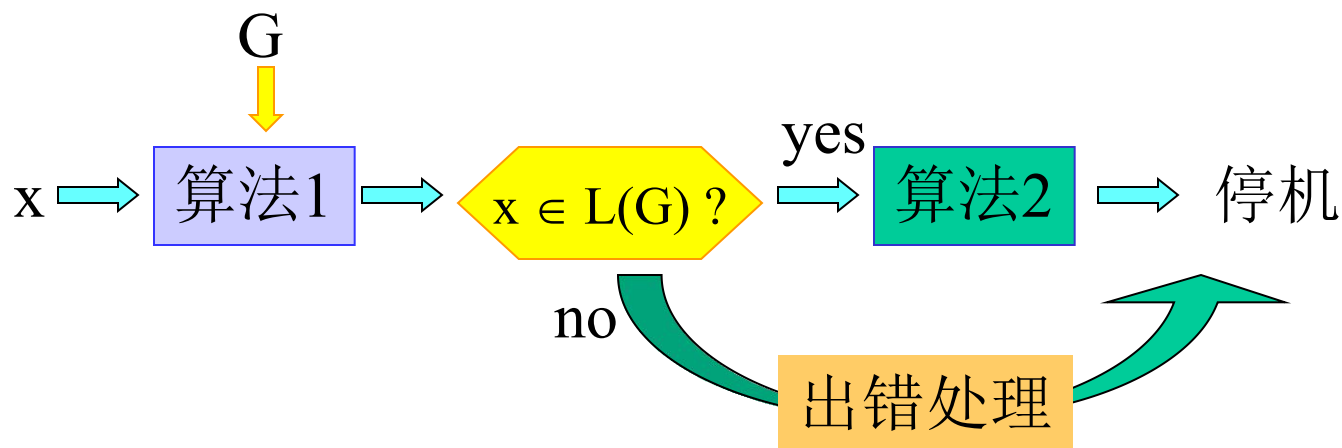 G
x
算法1
x ∈ L(G) ?
yes
算法2
停机
no
出错处理